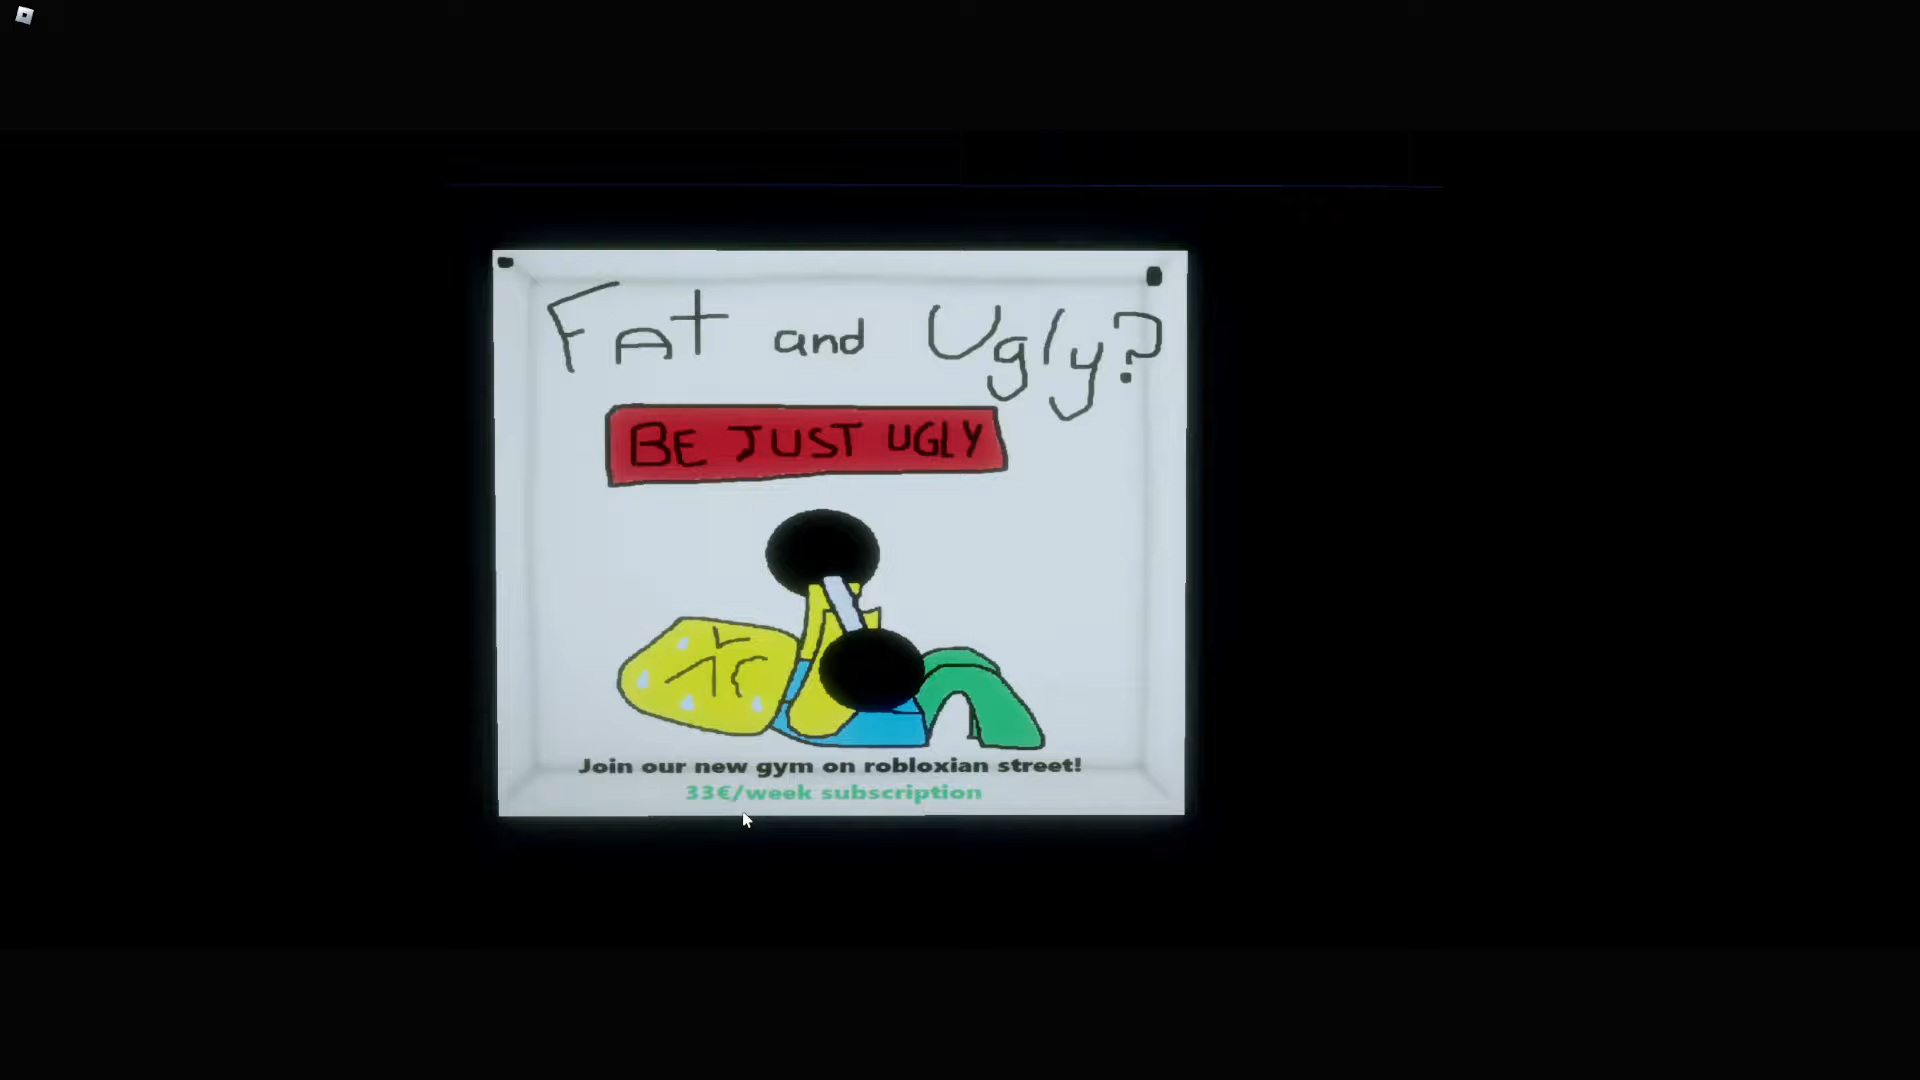 FAt and Ugly?
BE JUST UGLY
Join our new gym on robloxian street!
33€/week subscription